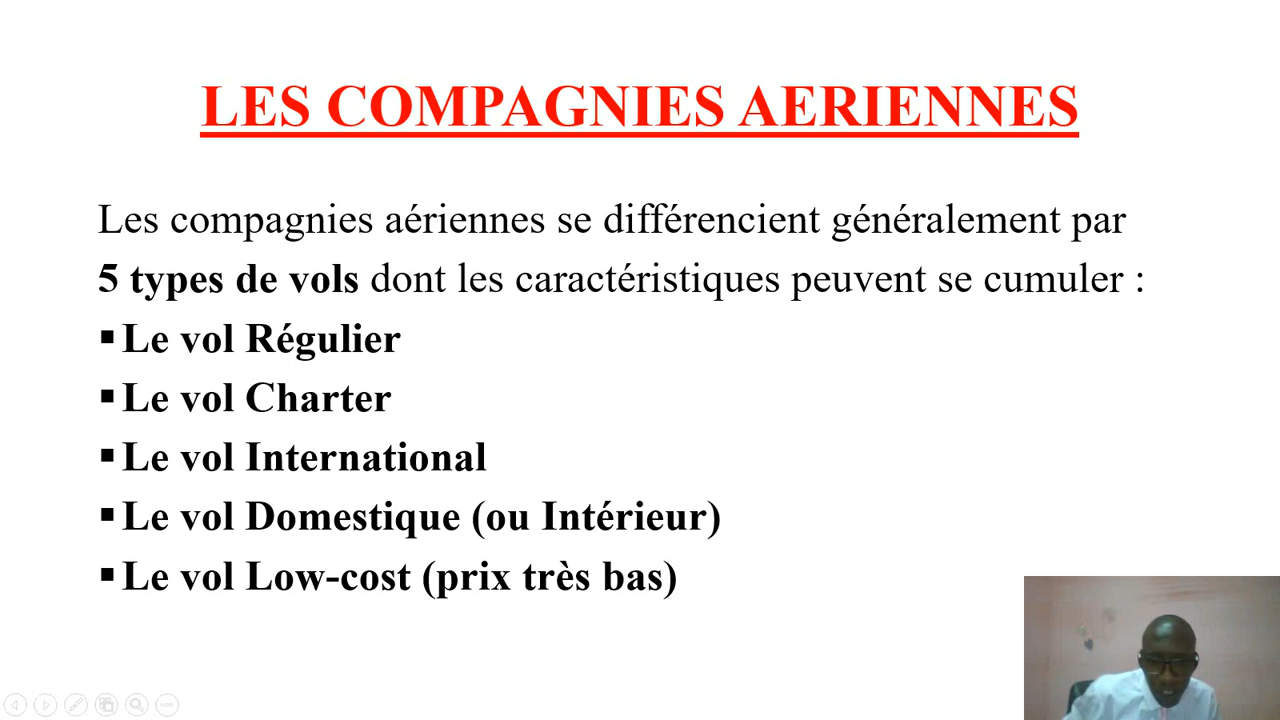 LES COMPAGNIES AERIENNES
Les compagnies aériennes se différencient généralement par
5 types de vols dont les caractéristiques peuvent se cumuler :
▪Le vol Régulier
▪Le vol Charter
▪Le vol International
▪Le vol Domestique (ou Intérieur)
▪Le vol Low-cost (prix très bas)